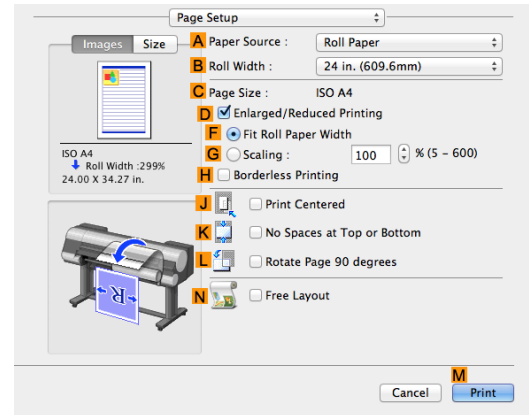 Page Setup
Images Size
A Paper Source : Roll Paper
B Roll Width : 24 in. (609.6mm)
C Page Size : ISO A4
D Enlarged/Reduced Printing
F Fit Roll Paper Width
G Scaling : 100 % (5 - 600)
H Borderless Printing
ISO A4
Roll Width :299%
24.00 X 34.27 in.
J Print Centered
K No Spaces at Top or Bottom
L Rotate Page 90 degrees
R
N Free Layout
M
Cancel Print